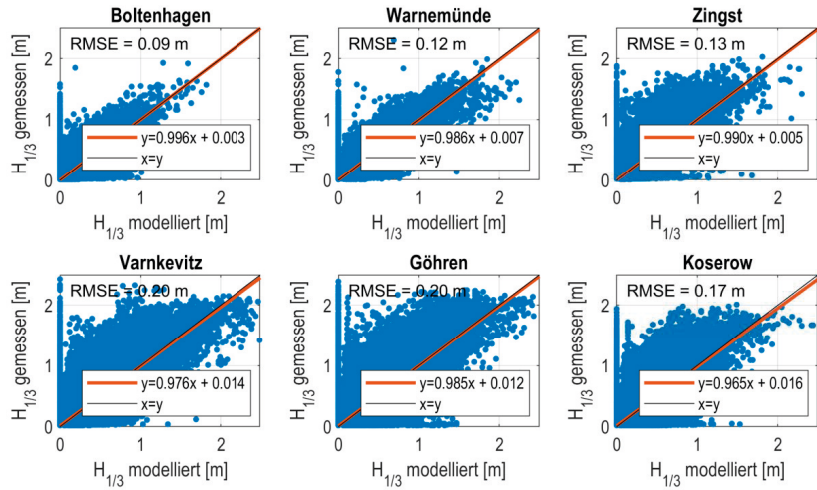 Boltenhagen
RMSE = 0.09 m
H1/3 gemessen [m]
2
1
0
y=0.996x + 0.003
x=y
0 1 2
H1/3 modelliert [m]
Warnemünde
RMSE = 0.12 m
H1/3 gemessen [m]
2
1
0
y=0.986x + 0.007
x=y
0 1 2
H1/3 modelliert [m]
Zingst
RMSE = 0.13 m
H1/3 gemessen [m]
2
1
0
y=0.990x + 0.005
x=y
0 1 2
H1/3 modelliert [m]
Varnkevitz
RMSE = 0.20 m
H1/3 gemessen [m]
2
1
0
y=0.976x + 0.014
x=y
0 1 2
H1/3 modelliert [m]
Göhren
RMSE = 0.20 m
H1/3 gemessen [m]
2
1
0
y=0.985x + 0.012
x=y
0 1 2
H1/3 modelliert [m]
Koserow
RMSE = 0.17 m
H1/3 gemessen [m]
2
1
0
y=0.965x + 0.016
x=y
0 1 2
H1/3 modelliert [m]